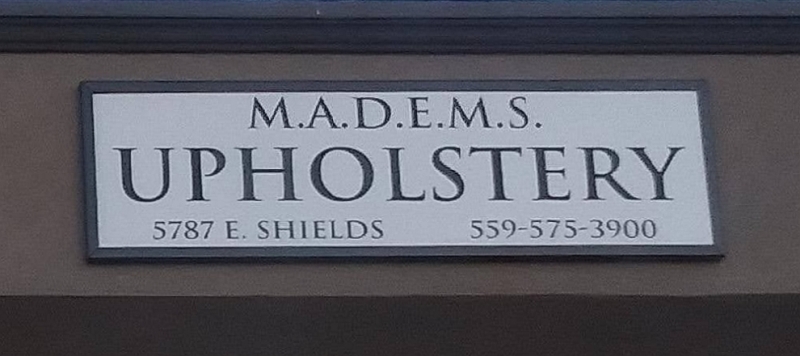 M.A.D.E.M.S.
UPHOLSTERY
5787 E. SHIELDS 559-575-3900